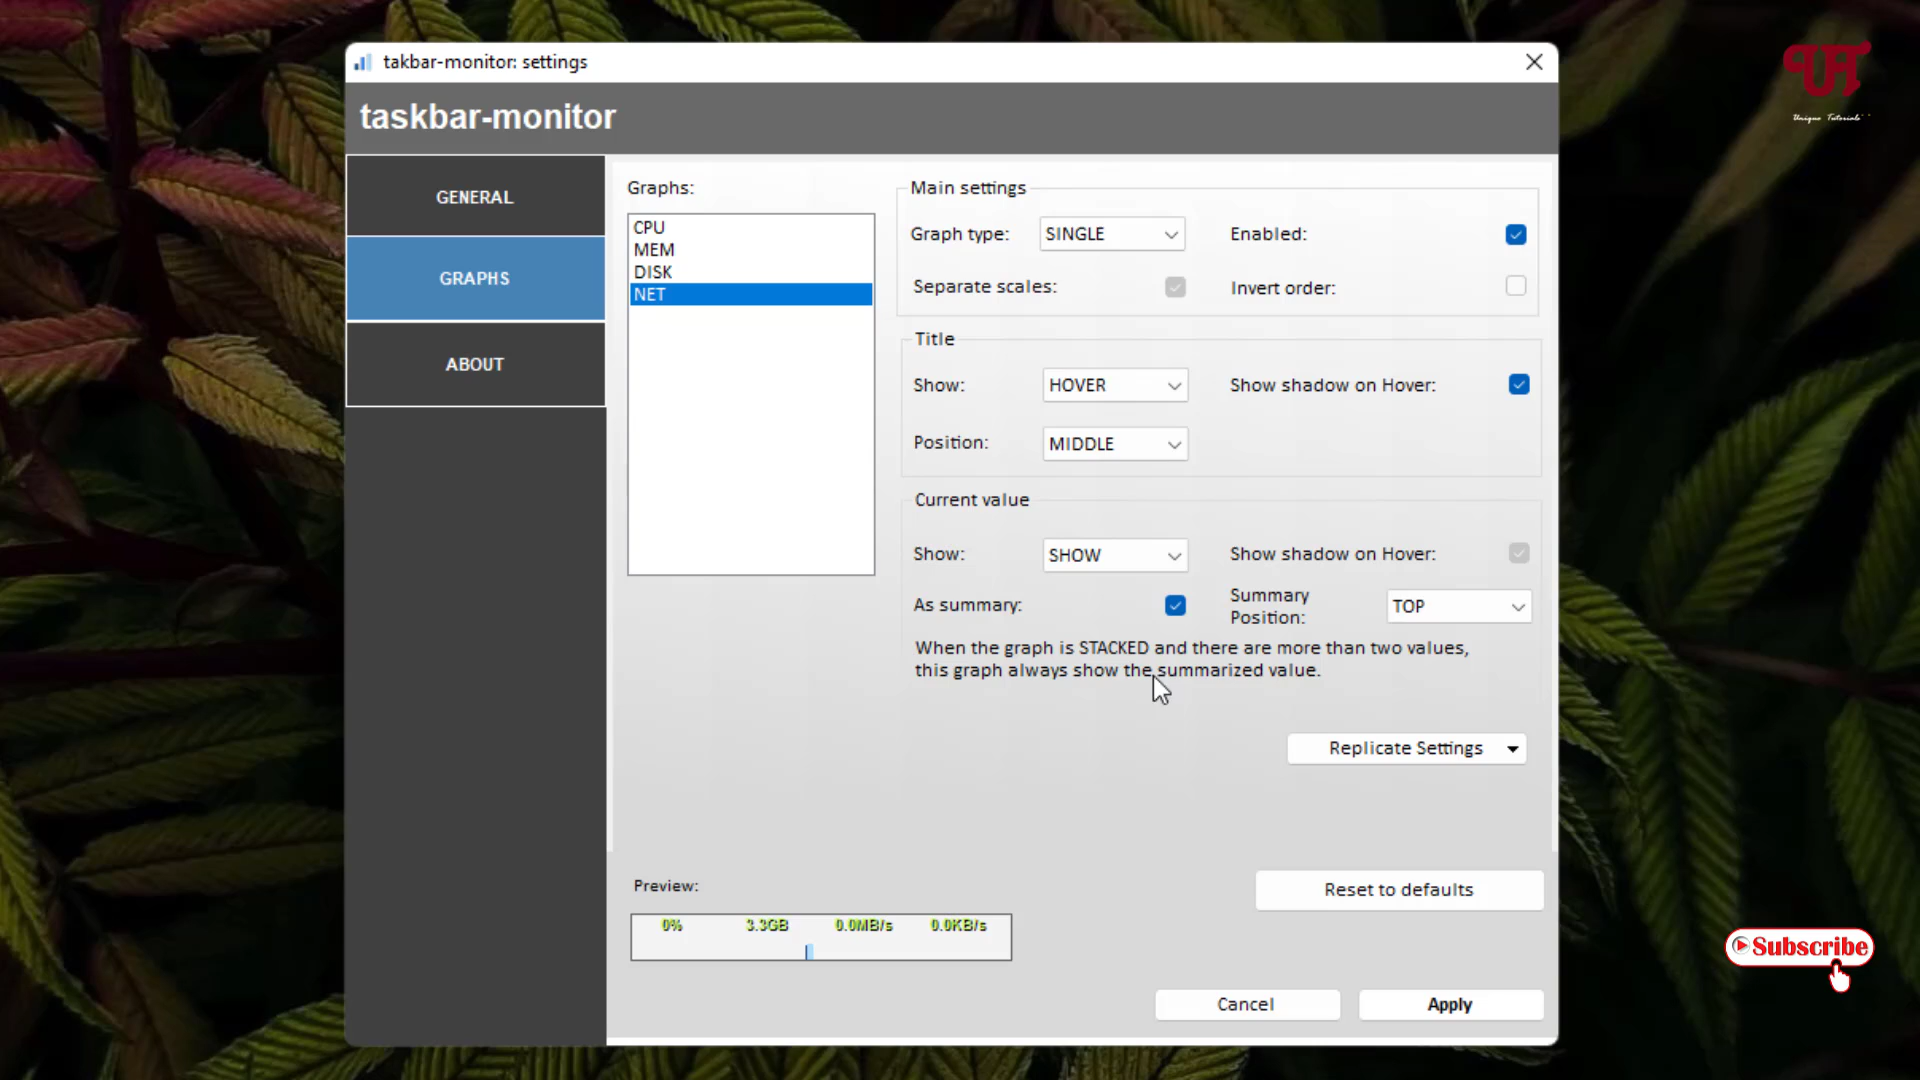 takbar-monitor: settings
taskbar-monitor
GENERAL
GRAPHS
ABOUT
Graphs:
CPU
MEM
DISK
NET
Main settings
Graph type: SINGLE Enabled:
Separate scales: Invert order:
Title
Show: HOVER Show shadow on Hover:
Position: MIDDLE
Current value
Show: SHOW Show shadow on Hover:
As summary: Summary Position: TOP
When the graph is STACKED and there are more than two values,
this graph always show the summarized value.
Replicate Settings
Preview:
0% 3.3GB 0.0MB/s 0.0KB/s
Reset to defaults
Cancel Apply
UT
Unique Tutorials
Subscribe